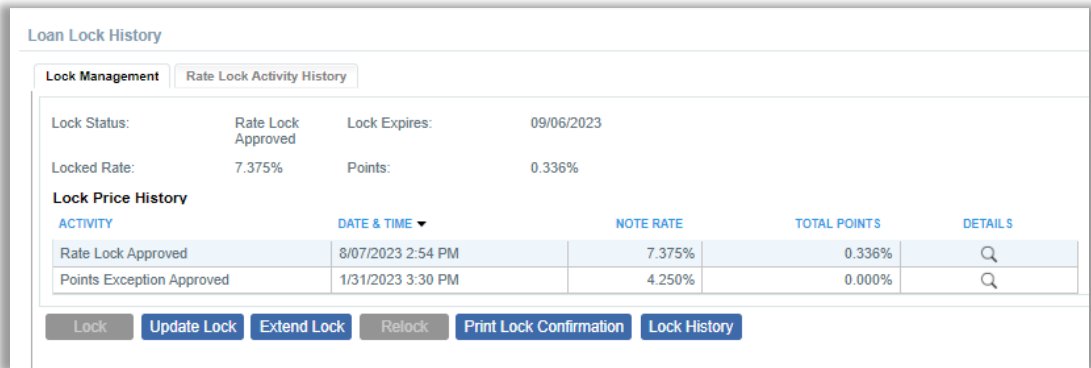 Loan Lock History
Lock Management Rate Lock Activity History
Lock Status: Rate Lock Approved Lock Expires: 09/06/2023
Locked Rate: 7.375% Points: 0.336%
Lock Price History
ACTIVITY DATE & TIME NOTE RATE TOTAL POINTS DETAILS
Rate Lock Approved 8/07/2023 2:54 PM 7.375% 0.336%
Points Exception Approved 1/31/2023 3:30 PM 4.250% 0.000%
Lock Update Lock Extend Lock Relock Print Lock Confirmation Lock History